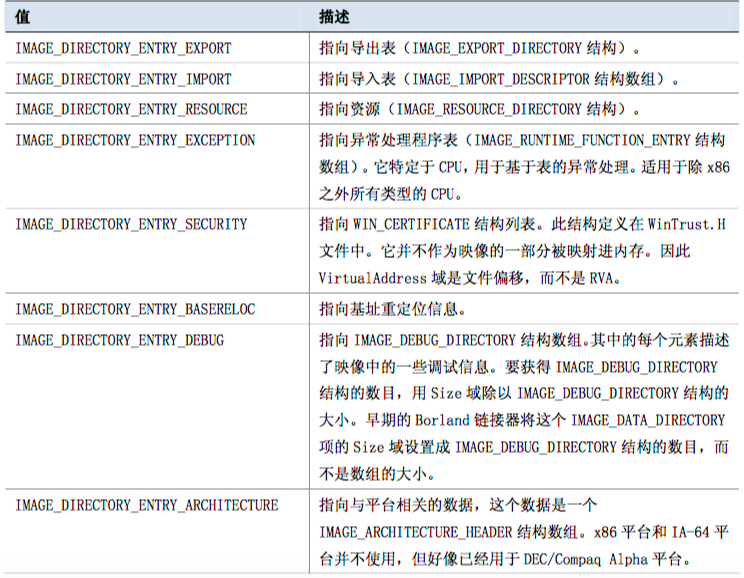 值 描述
IMAGE_DIRECTORY_ENTRY_EXPORT 指向导出表（IMAGE_EXPORT_DIRECTORY 结构）。
IMAGE_DIRECTORY_ENTRY_IMPORT 指向导入表（IMAGE_IMPORT_DESCRIPTOR 结构数组）。
IMAGE_DIRECTORY_ENTRY_RESOURCE 指向资源（IMAGE_RESOURCE_DIRECTORY 结构）。
IMAGE_DIRECTORY_ENTRY_EXCEPTION 指向异常处理程序表（IMAGE_RUNTIME_FUNCTION_ENTRY 结构
数组）。它特定于 CPU，用于基于表的异常处理。适用于除 x86
之外所有类型的 CPU。
IMAGE_DIRECTORY_ENTRY_SECURITY 指向 WIN_CERTIFICATE 结构列表。此结构定义在 WinTrust.H
文件中。它并不作为映像的一部分被映射进内存。因此
VirtualAddress 域是文件偏移，而不是 RVA。
IMAGE_DIRECTORY_ENTRY_BASERELOC 指向基址重定位信息。
IMAGE_DIRECTORY_ENTRY_DEBUG 指向 IMAGE_DEBUG_DIRECTORY 结构数组。其中的每个元素描述
了映像中的一些调试信息。要获得 IMAGE_DEBUG_DIRECTORY
结构的数目，用 Size 域除以 IMAGE_DEBUG_DIRECTORY 结构的
大小。早期的 Borland 链接器将这个 IMAGE_DATA_DIRECTORY
项的 Size 域设置成 IMAGE_DEBUG_DIRECTORY 结构的数目，而
不是数组的大小。
IMAGE_DIRECTORY_ENTRY_ARCHITECTURE 指向与平台相关的数据，这个数据是一个
IMAGE_ARCHITECTURE_HEADER 结构数组。x86 平台和 IA-64 平
台并不使用，但好像已经用于 DEC/Compaq Alpha 平台。